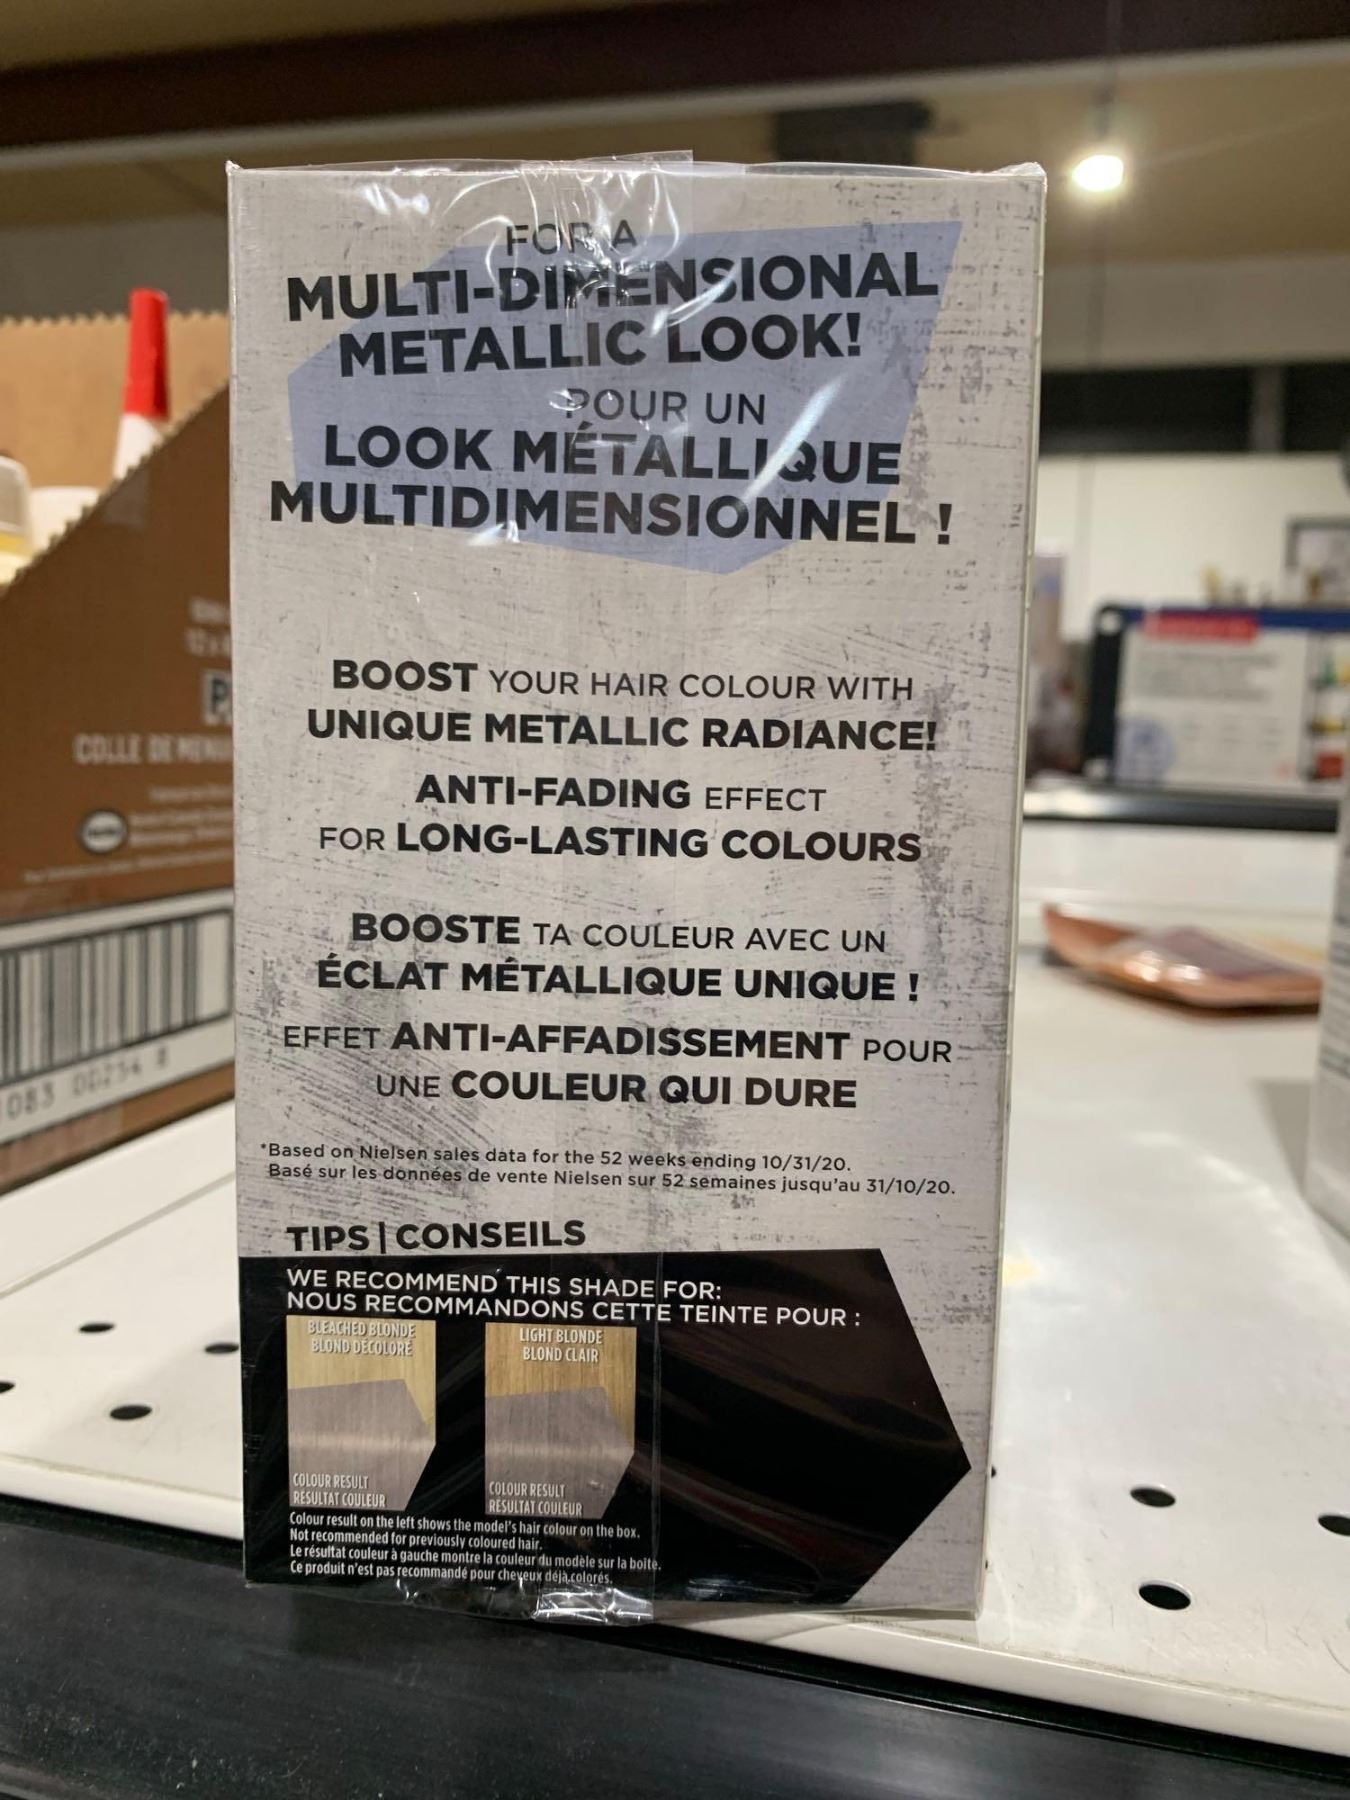 FOR A
MULTI-DIMENSIONAL
METALLIC LOOK!
POUR UN
LOOK MÉTALLIQUE
MULTIDIMENSIONNEL !
BOOST YOUR HAIR COLOUR WITH
UNIQUE METALLIC RADIANCE!
ANTI-FADING EFFECT
FOR LONG-LASTING COLOURS
BOOSTE TA COULEUR AVEC UN
ÉCLAT MÉTALLIQUE UNIQUE !
EFFET ANTI-AFFADISSEMENT POUR
UNE COULEUR QUI DURE
*Based on Nielsen sales data for the 52 weeks ending 10/31/20.
Basé sur les données de vente Nielsen sur 52 semaines jusqu'au 31/10/20.
TIPS | CONSEILS
WE RECOMMEND THIS SHADE FOR:
NOUS RECOMMANDONS CETTE TEINTE POUR :
BLEACHED BLONDE
BLOND DÉCOLORÉ
COLOUR RESULT
RÉSULTAT COULEUR
LIGHT BLONDE
BLOND CLAIR
COLOUR RESULT
RÉSULTAT COULEUR
Colour result on the left shows the model's hair colour on the box.
Not recommended for previously coloured hair.
Le résultat couleur à gauche montre la couleur du modèle sur la boîte.
Ce produit n'est pas recommandé pour cheveux déjà colorés.
COLLE DE